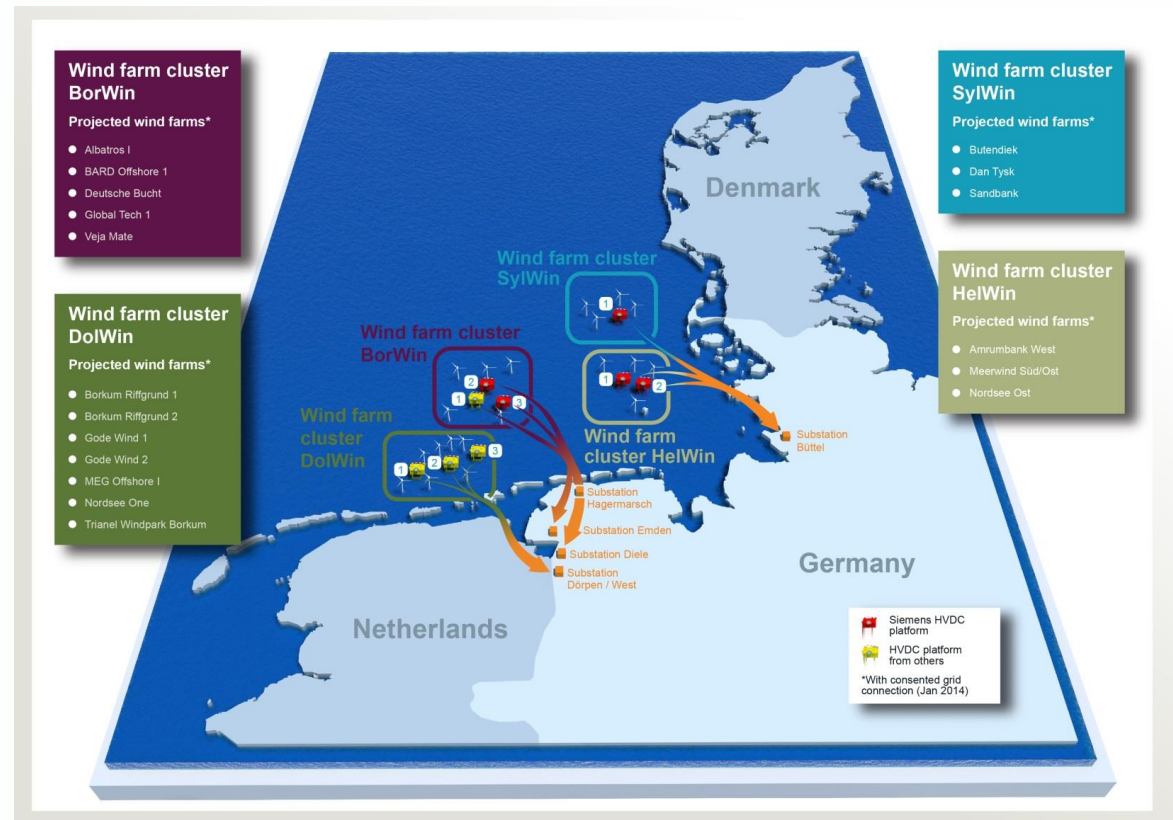 Wind farm cluster
BorWin
Projected wind farms*
Albatros I
BARD Offshore 1
Deutsche Bucht
Global Tech 1
Veja Mate
Wind farm cluster
DolWin
Projected wind farms*
Borkum Riffgrund 1
Borkum Riffgrund 2
Gode Wind 1
Gode Wind 2
MEG Offshore I
Nordsee One
Trianel Windpark Borkum
Wind farm cluster
SylWin
Projected wind farms*
Butendiek
Dan Tysk
Sandbank
Wind farm cluster
HelWin
Projected wind farms*
Amrumbank West
Meerwind Süd/Ost
Nordsee Ost
Denmark
Wind farm cluster
SylWin
1
Wind farm cluster
BorWin
2
1
3
1
2
Wind farm
cluster HelWin
Wind farm
cluster
DolWin
1
2
3
Substation
Büttel
Substation
Hagermarsch
Substation Emden
Substation Diele
Substation
Dörpen / West
Germany
Netherlands
Siemens HVDC
platform
HVDC platform
from others
*With consented grid
connection (Jan 2014)